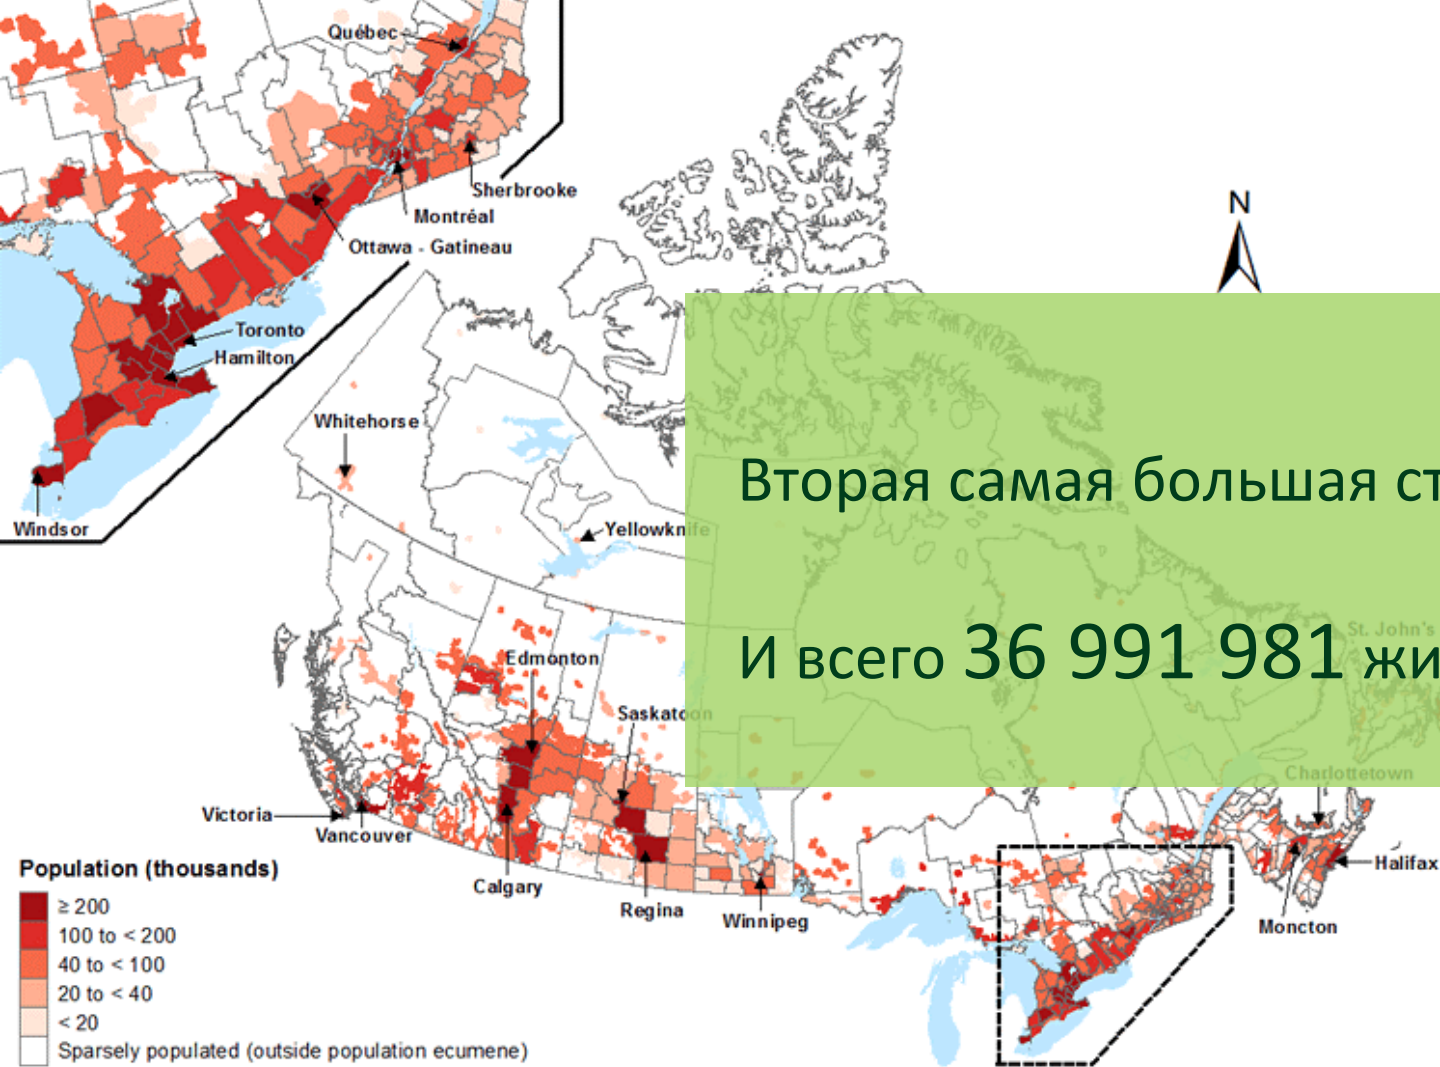 Québec
Sherbrooke
Montréal
Ottawa - Gatineau
N
Toronto
Hamilton
Whitehorse
Windsor
Yellowknife
Вторая самая большая ст
И всего 36 991 981 жи
St. John's
Edmonton
Saskatoon
Charlottetown
Victoria
Vancouver
Calgary
Regina
Winnipeg
Halifax
Moncton
Population (thousands)
≥ 200
100 to < 200
40 to < 100
20 to < 40
< 20
Sparsely populated (outside population ecumene)